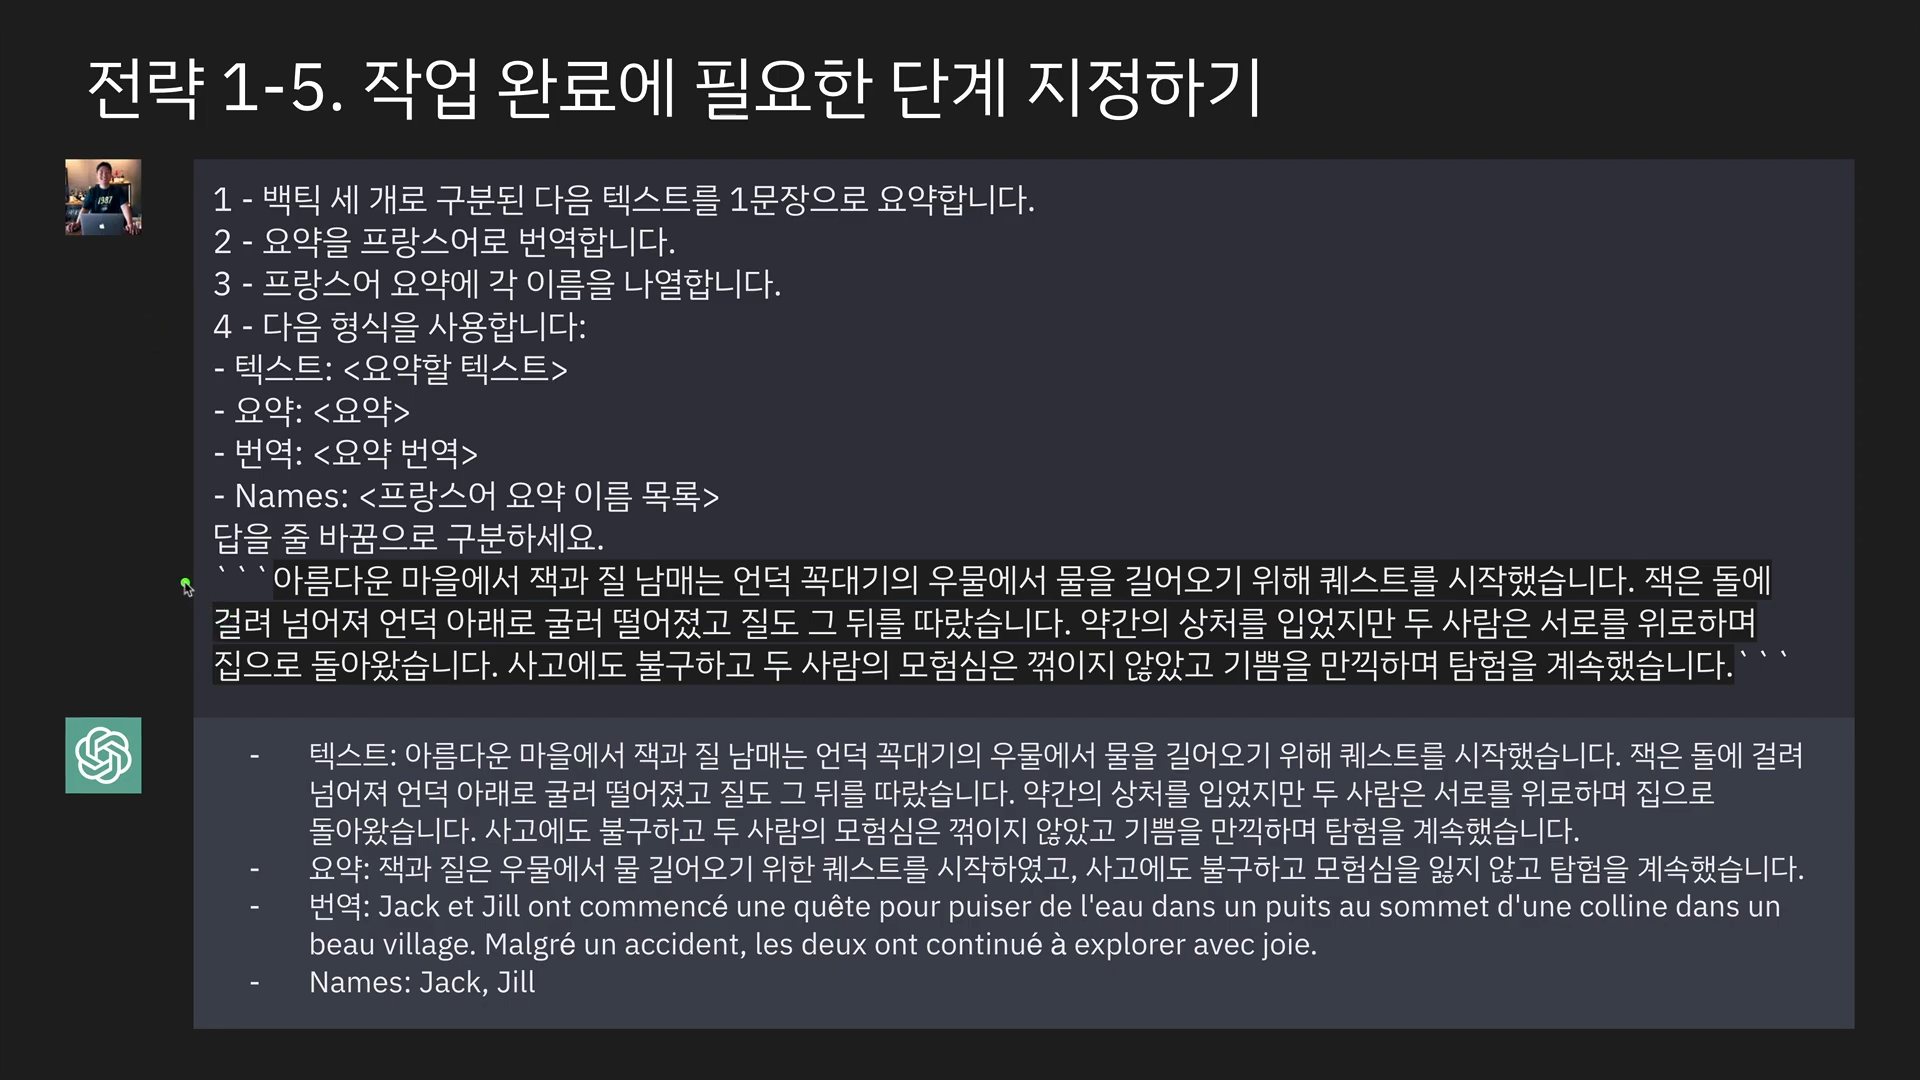 전략 1-5. 작업 완료에 필요한 단계 지정하기
1 - 백틱 세 개로 구분된 다음 텍스트를 1문장으로 요약합니다.
2 - 요약을 프랑스어로 번역합니다.
3 - 프랑스어 요약에 각 이름을 나열합니다.
4 - 다음 형식을 사용합니다:
- 텍스트: <요약할 텍스트>
- 요약: <요약>
- 번역: <요약 번역>
- Names: <프랑스어 요약 이름 목록>
답을 줄 바꿈으로 구분하세요.
```아름다운 마을에서 잭과 질 남매는 언덕 꼭대기의 우물에서 물을 길어오기 위해 퀘스트를 시작했습니다. 잭은 돌에
걸려 넘어져 언덕 아래로 굴러 떨어졌고 질도 그 뒤를 따랐습니다. 약간의 상처를 입었지만 두 사람은 서로를 위로하며
집으로 돌아왔습니다. 사고에도 불구하고 두 사람의 모험심은 꺾이지 않았고 기쁨을 만끽하며 탐험을 계속했습니다.```
- 텍스트: 아름다운 마을에서 잭과 질 남매는 언덕 꼭대기의 우물에서 물을 길어오기 위해 퀘스트를 시작했습니다. 잭은 돌에 걸려
넘어져 언덕 아래로 굴러 떨어졌고 질도 그 뒤를 따랐습니다. 약간의 상처를 입었지만 두 사람은 서로를 위로하며 집으로
돌아왔습니다. 사고에도 불구하고 두 사람의 모험심은 꺾이지 않았고 기쁨을 만끽하며 탐험을 계속했습니다.
- 요약: 잭과 질은 우물에서 물 길어오기 위한 퀘스트를 시작하였고, 사고에도 불구하고 모험심을 잃지 않고 탐험을 계속했습니다.
- 번역: Jack et Jill ont commencé une quête pour puiser de l'eau dans un puits au sommet d'une colline dans un
beau village. Malgré un accident, les deux ont continué à explorer avec joie.
- Names: Jack, Jill